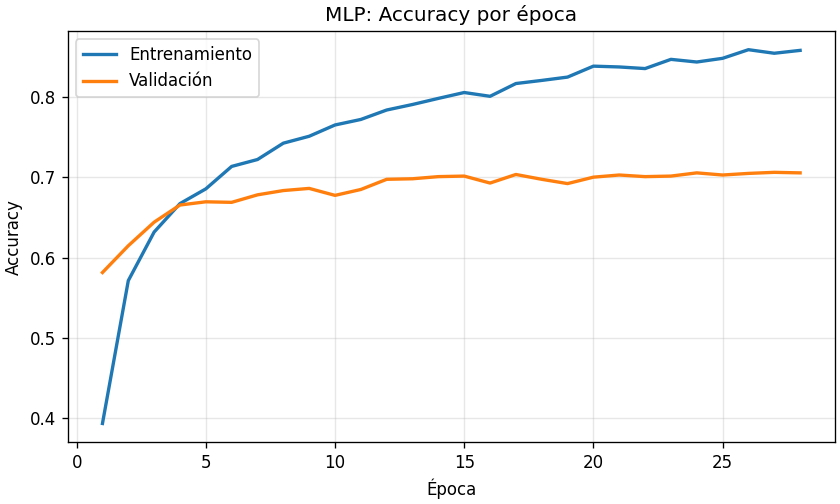 MLP: Accuracy por época
Entrenamiento
Validación
Accuracy
0.8
0.7
0.6
0.5
0.4
0 5 10 15 20 25
Época